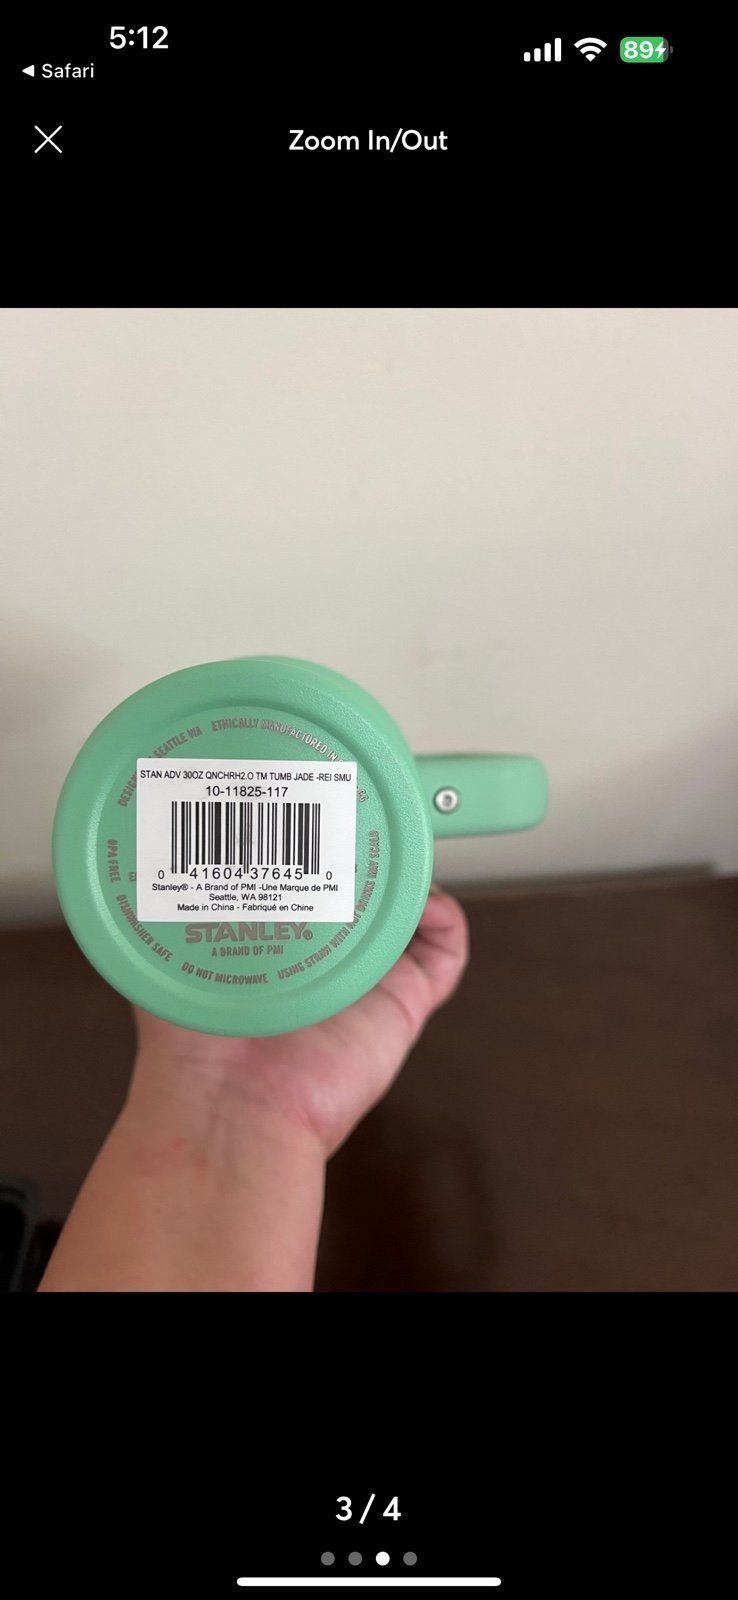 5:12
89
Safari
Zoom In/Out
SEATTLE WA ETHICALLY MANUFACTURED IN
STAN ADV 30OZ QNCHRH2.O TM TUMB JADE -REI SMU
10-11825-117
0 41604 37645 0
Stanley® - A Brand of PMI -Une Marque de PMI
Seattle, WA 98121
Made in China - Fabriqué en Chine
STANLEY®
A BRAND OF PMI
BPA FREE DISHWASHER SAFE DO NOT MICROWAVE USING STRAW WITH HOT DRINKS MAY SCALD
3 / 4